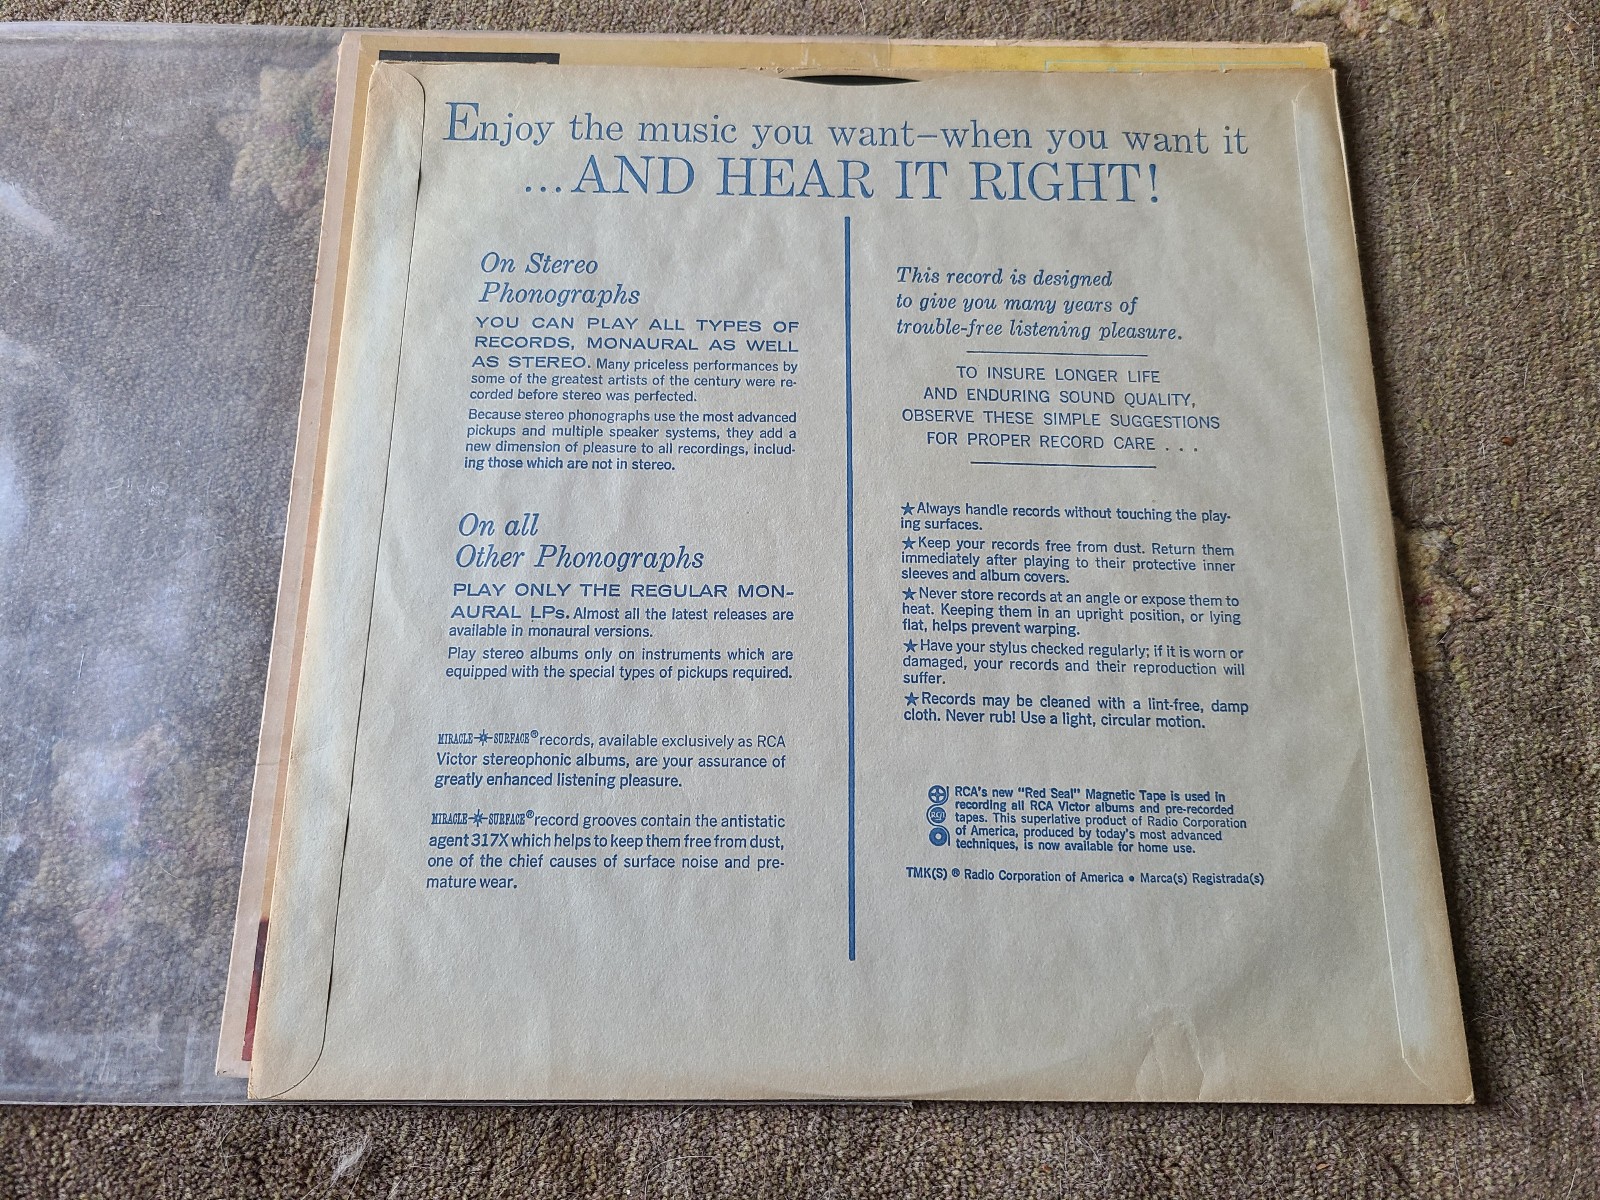 Enjoy the music you want—when you want it
...AND HEAR IT RIGHT!
On Stereo
Phonographs
YOU CAN PLAY ALL TYPES OF
RECORDS, MONAURAL AS WELL
AS STEREO. Many priceless performances by
some of the greatest artists of the century were re-
corded before stereo was perfected.
Because stereo phonographs use the most advanced
pickups and multiple speaker systems, they add a
new dimension of pleasure to all recordings, includ-
ing those which are not in stereo.
On all
Other Phonographs
PLAY ONLY THE REGULAR MON-
AURAL LPs. Almost all the latest releases are
available in monaural versions.
Play stereo albums only on instruments which are
equipped with the special types of pickups required.
MIRACLE SURFACE® records, available exclusively as RCA
Victor stereophonic albums, are your assurance of
greatly enhanced listening pleasure.
MIRACLE SURFACE® record grooves contain the antistatic
agent 317X which helps to keep them free from dust,
one of the chief causes of surface noise and pre-
mature wear.
This record is designed
to give you many years of
trouble-free listening pleasure.
TO INSURE LONGER LIFE
AND ENDURING SOUND QUALITY,
OBSERVE THESE SIMPLE SUGGESTIONS
FOR PROPER RECORD CARE . . .
★Always handle records without touching the play-
ing surfaces.
★Keep your records free from dust. Return them
immediately after playing to their protective inner
sleeves and album covers.
★Never store records at an angle or expose them to
heat. Keeping them in an upright position, or lying
flat, helps prevent warping.
★Have your stylus checked regularly; if it is worn or
damaged, your records and their reproduction will
suffer.
★Records may be cleaned with a lint-free, damp
cloth. Never rub! Use a light, circular motion.
RCA's new "Red Seal" Magnetic Tape is used in
recording all RCA Victor albums and pre-recorded
tapes. This superlative product of Radio Corporation
of America, produced by today's most advanced
techniques, is now available for home use.
TMK(S) ® Radio Corporation of America • Marca(s) Registrada(s)